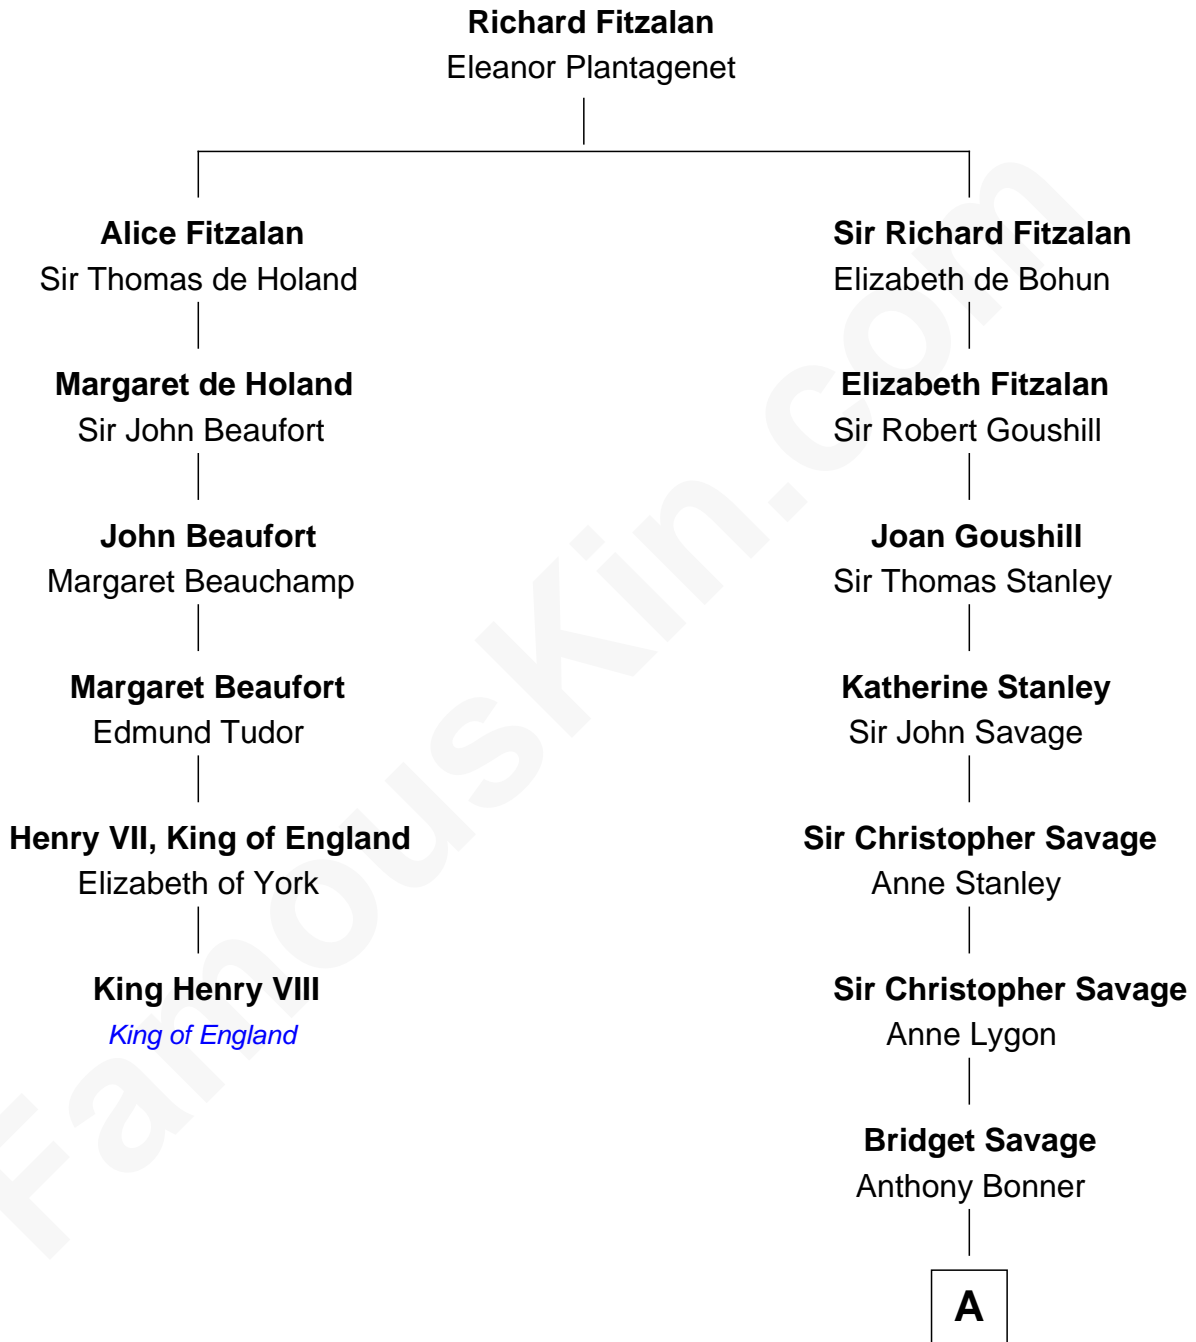 Richard Fitzalan
Eleanor Plantagenet
Alice Fitzalan
Sir Thomas de Holand
Margaret de Holand
Sir John Beaufort
John Beaufort
Margaret Beauchamp
Margaret Beaufort
Edmund Tudor
Henry VII, King of England
Elizabeth of York
King Henry VIII
King of England
Sir Richard Fitzalan
Elizabeth de Bohun
Elizabeth Fitzalan
Sir Robert Goushill
Joan Goushill
Sir Thomas Stanley
Katherine Stanley
Sir John Savage
Sir Christopher Savage
Anne Stanley
Sir Christopher Savage
Anne Lygon
Bridget Savage
Anthony Bonner
A
FamousKin.com